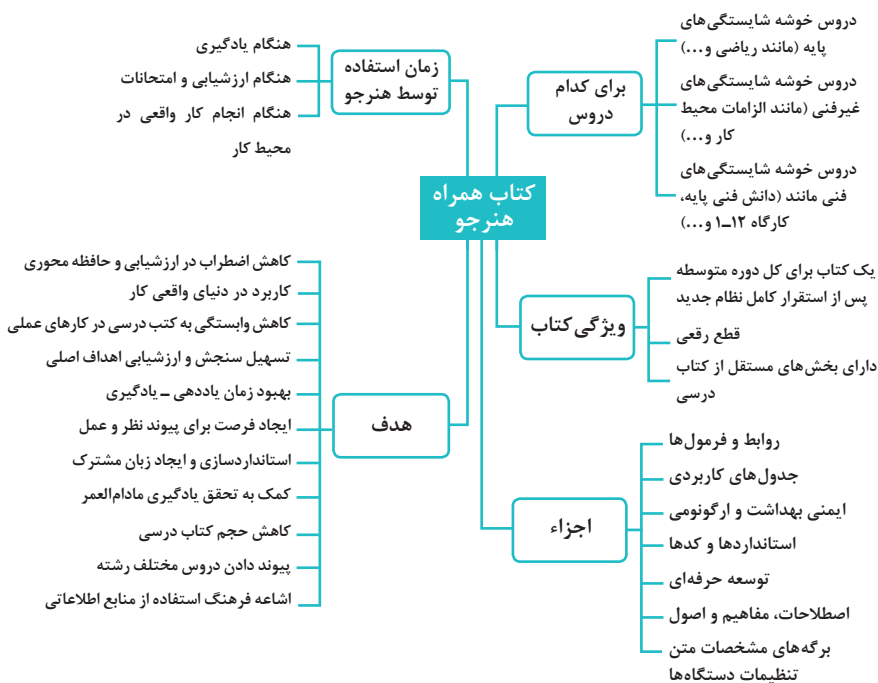 کتاب همراه
هنرجو
برای کدام
دروس
دروس خوشه شایستگی‌های
پایه (مانند ریاضی و...)
دروس خوشه شایستگی‌های
غیرفنی (مانند الزامات محیط
کار و...)
دروس خوشه شایستگی‌های
فنی مانند (دانش فنی پایه،
کارگاه ۱۲ـ۱ و...)
ویژگی کتاب
یک کتاب برای کل دوره متوسطه
پس از استقرار کامل نظام جدید
قطع رقعی
دارای بخش‌های مستقل از کتاب
درسی
اجزاء
روابط و فرمول‌ها
جدول‌های کاربردی
ایمنی بهداشت و ارگونومی
استانداردها و کدها
توسعه حرفه‌ای
اصطلاحات، مفاهیم و اصول
برگه‌های مشخصات متن
تنظیمات دستگاه‌ها
زمان استفاده
توسط هنرجو
هنگام یادگیری
هنگام ارزشیابی و امتحانات
هنگام انجام کار واقعی در
محیط کار
هدف
کاهش اضطراب در ارزشیابی و حافظه محوری
کاربرد در دنیای واقعی کار
کاهش وابستگی به کتب درسی در کارهای عملی
تسهیل سنجش و ارزشیابی اهداف اصلی
بهبود زمان یاددهی ـ یادگیری
ایجاد فرصت برای پیوند نظر و عمل
استانداردسازی و ایجاد زبان مشترک
کمک به تحقق یادگیری مادام‌العمر
کاهش حجم کتاب درسی
پیوند دادن دروس مختلف رشته
اشاعه فرهنگ استفاده از منابع اطلاعاتی